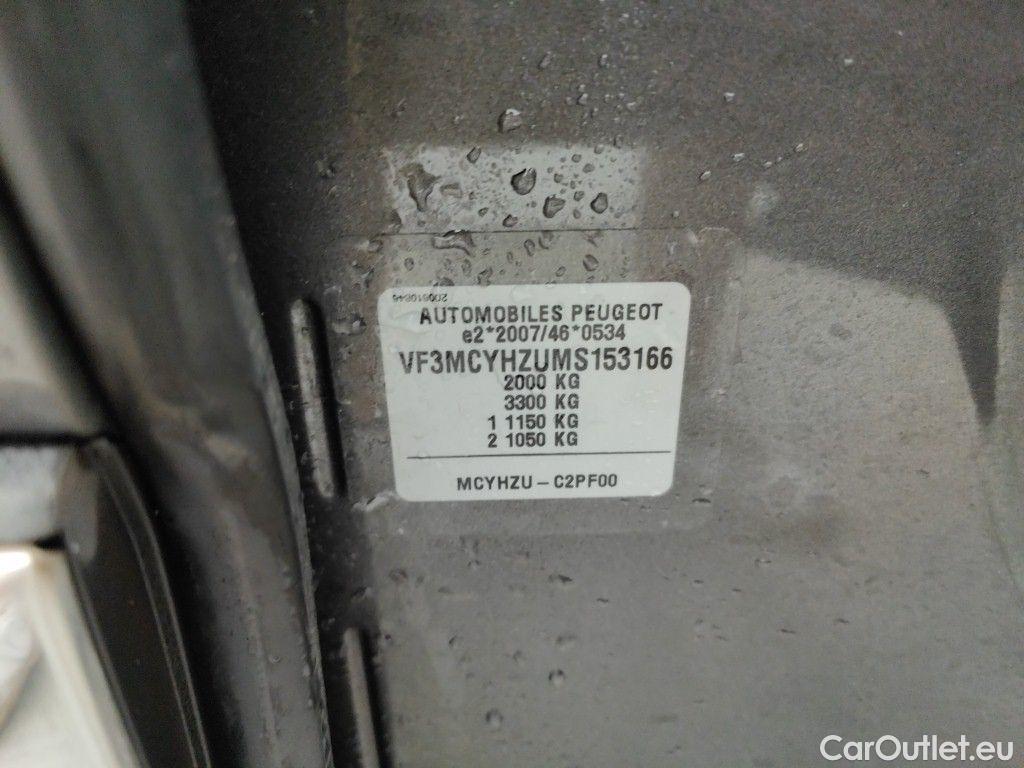 200810846
AUTOMOBILES PEUGEOT
e2*2007/46*0534
VF3MCYHZUMS153166
2000 KG
3300 KG
1 1150 KG
2 1050 KG
MCYHZU – C2PF00
CarOutlet.eu